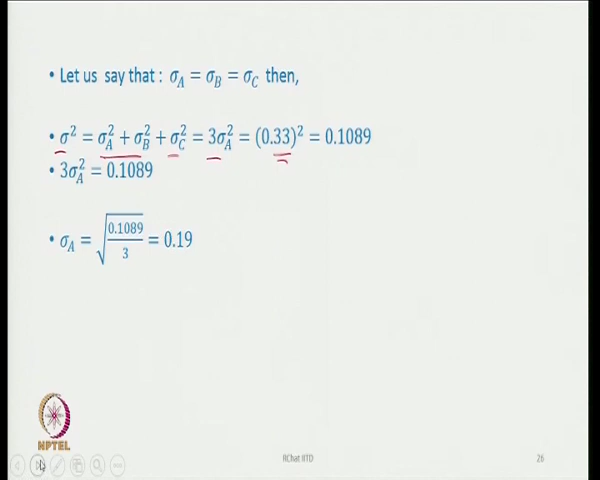 • Let us say that : σ_A = σ_B = σ_C then,
• σ² = σ_A² + σ_B² + σ_C² = 3σ_A² = (0.33)² = 0.1089
• 3σ_A² = 0.1089
• σ_A = √(0.1089/3) = 0.19
NPTEL
RChat IITD
26